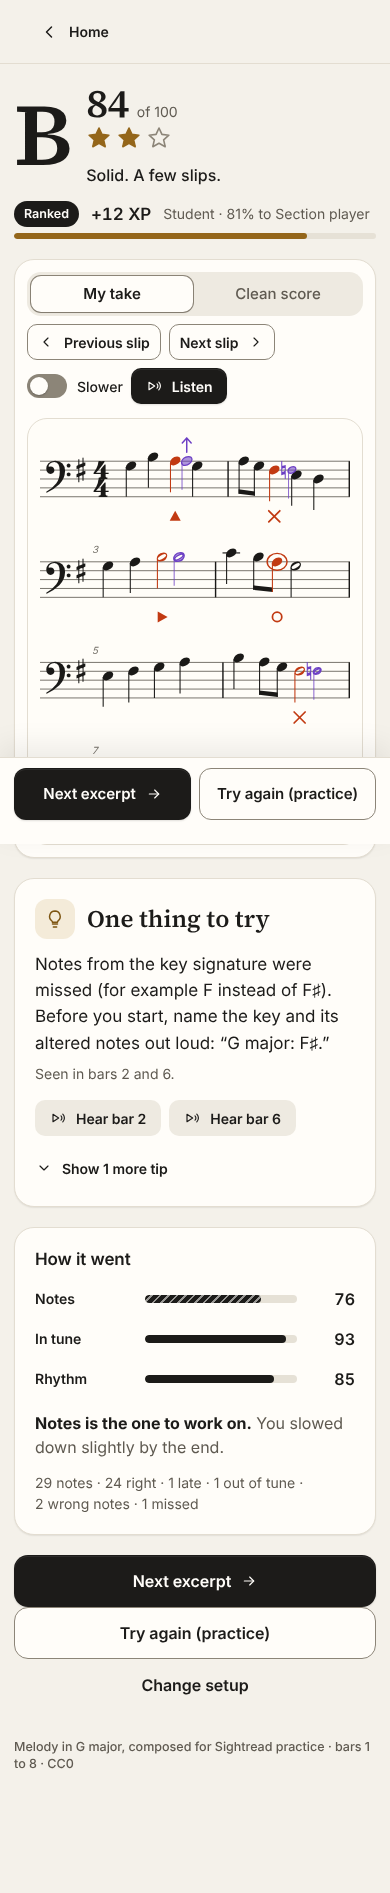 Home
B
84 of 100
Solid. A few slips.
Ranked +12 XP Student · 81% to Section player
My take Clean score
Previous slip Next slip
Slower Listen
3
5
7
Next excerpt → Try again (practice)
One thing to try
Notes from the key signature were
missed (for example F instead of F♯).
Before you start, name the key and its
altered notes out loud: “G major: F♯.”
Seen in bars 2 and 6.
Hear bar 2 Hear bar 6
Show 1 more tip
How it went
Notes 76
In tune 93
Rhythm 85
Notes is the one to work on. You slowed
down slightly by the end.
29 notes · 24 right · 1 late · 1 out of tune ·
2 wrong notes · 1 missed
Next excerpt →
Try again (practice)
Change setup
Melody in G major, composed for Sightread practice · bars 1
to 8 · CC0